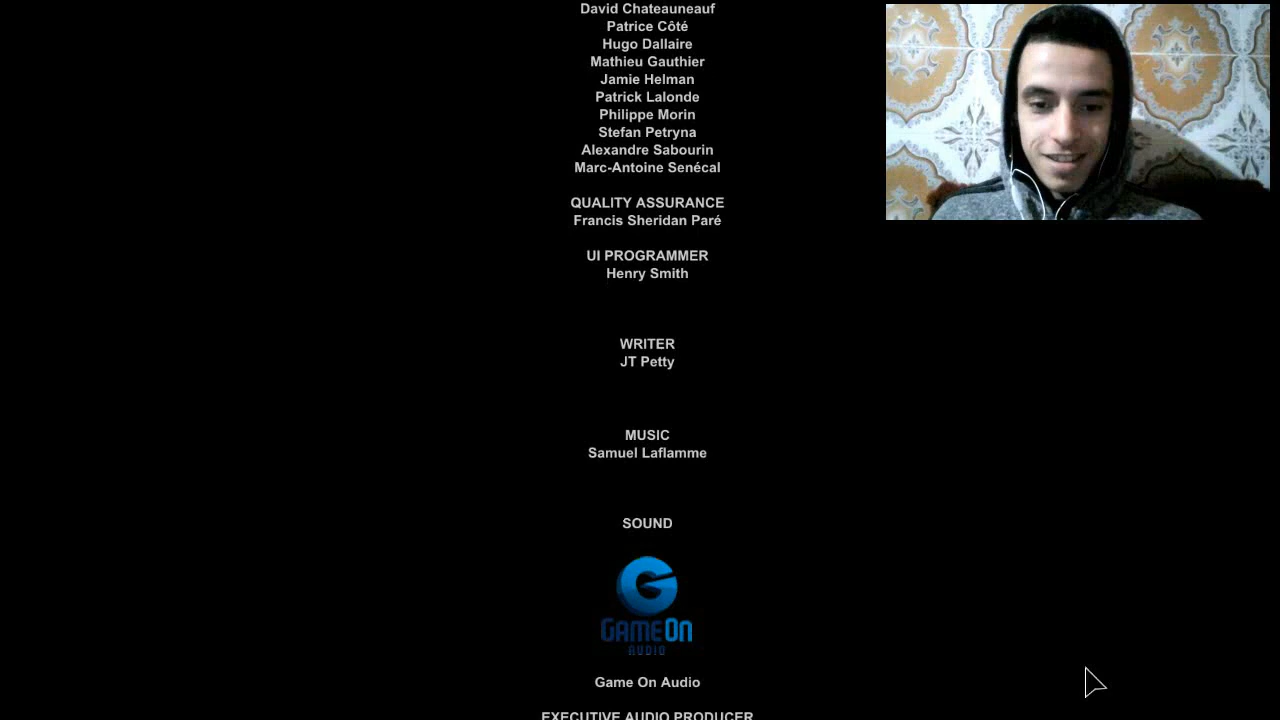 David Chateauneuf
Patrice Côté
Hugo Dallaire
Mathieu Gauthier
Jamie Helman
Patrick Lalonde
Philippe Morin
Stefan Petryna
Alexandre Sabourin
Marc-Antoine Senécal
QUALITY ASSURANCE
Francis Sheridan Paré
UI PROGRAMMER
Henry Smith
WRITER
JT Petty
MUSIC
Samuel Laflamme
SOUND
GAMEON
AUDIO
Game On Audio
EXECUTIVE AUDIO PRODUCER